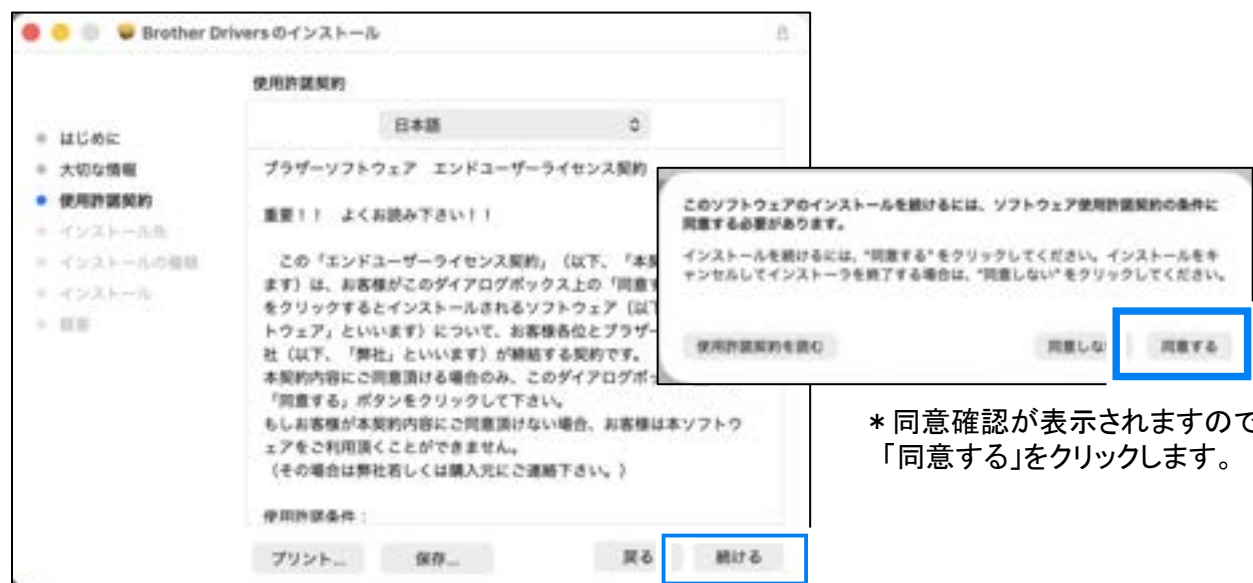 Brother Drivers のインストール
使用許諾契約
日本語
はじめに
大切な情報
使用許諾契約
インストール先
インストールの種類
インストール
概要
ブラザーソフトウェア エンドユーザーライセンス契約
重要！！ よくお読み下さい！！
この「エンドユーザーライセンス契約」（以下、「本契
ます）は、お客様がこのダイアログボックス上の「同意す
をクリックするとインストールされるソフトウェア（以下
トウェア」といいます）について、お客様各位とブラザー
社（以下、「弊社」といいます）が締結する契約です。
本契約内容にご同意頂ける場合のみ、このダイアログボッ
「同意する」ボタンをクリックして下さい。
もしお客様が本契約内容にご同意頂けない場合、お客様は本ソフトウ
ェアをご利用頂くことができません。
（その場合は弊社若しくは購入元にご連絡下さい。）
使用許諾条件：
プリント...
保存...
戻る
続ける
このソフトウェアのインストールを続けるには、ソフトウェア使用許諾契約の条件に
同意する必要があります。
インストールを続けるには、"同意する"をクリックしてください。インストールをキ
ャンセルしてインストーラを終了する場合は、"同意しない"をクリックしてください。
使用許諾契約を読む
同意しな
同意する
＊同意確認が表示されますので
「同意する」をクリックします。